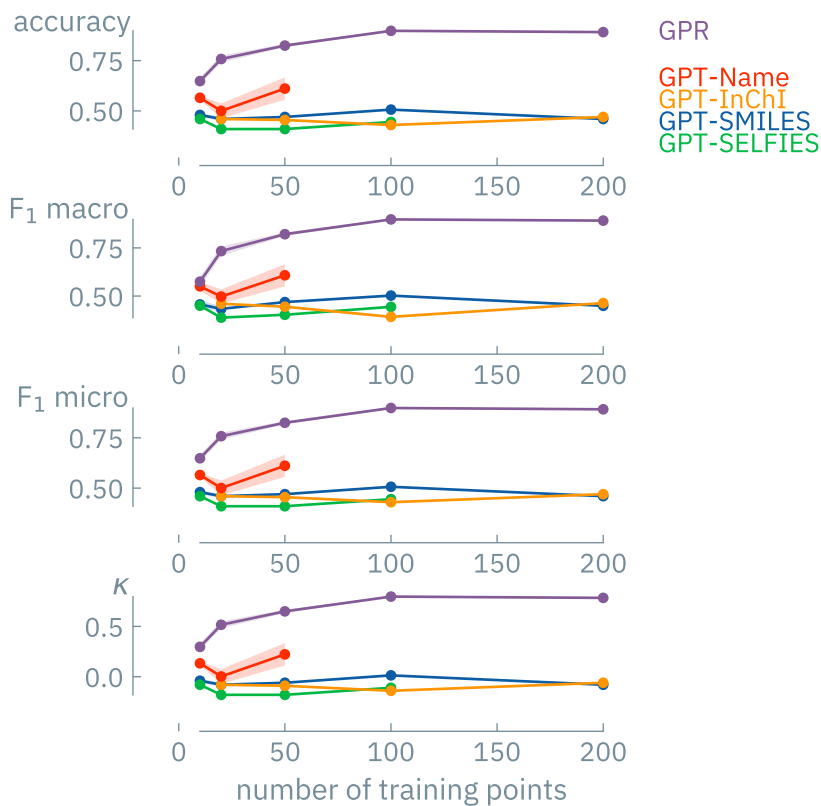 accuracy
0.75
0.50
0 50 100 150 200
F1 macro
0.75
0.50
0 50 100 150 200
F1 micro
0.75
0.50
0 50 100 150 200
κ
0.5
0.0
0 50 100 150 200
number of training points
GPR
GPT-Name
GPT-InChI
GPT-SMILES
GPT-SELFIES